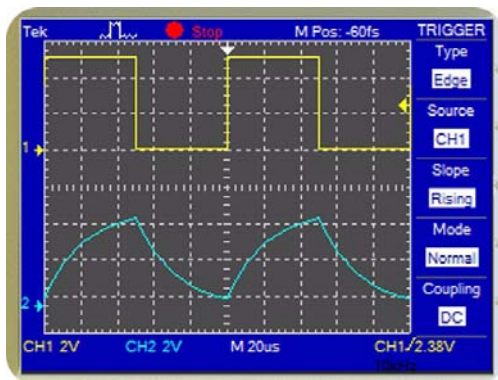 Tek Stop M Pos: -60fs TRIGGER
Type
Edge
Source
CH1
1
Slope
Rising
Mode
Normal
Coupling
2
DC
CH1 2V CH2 2V M 20us CH1 2.38V
10kHz